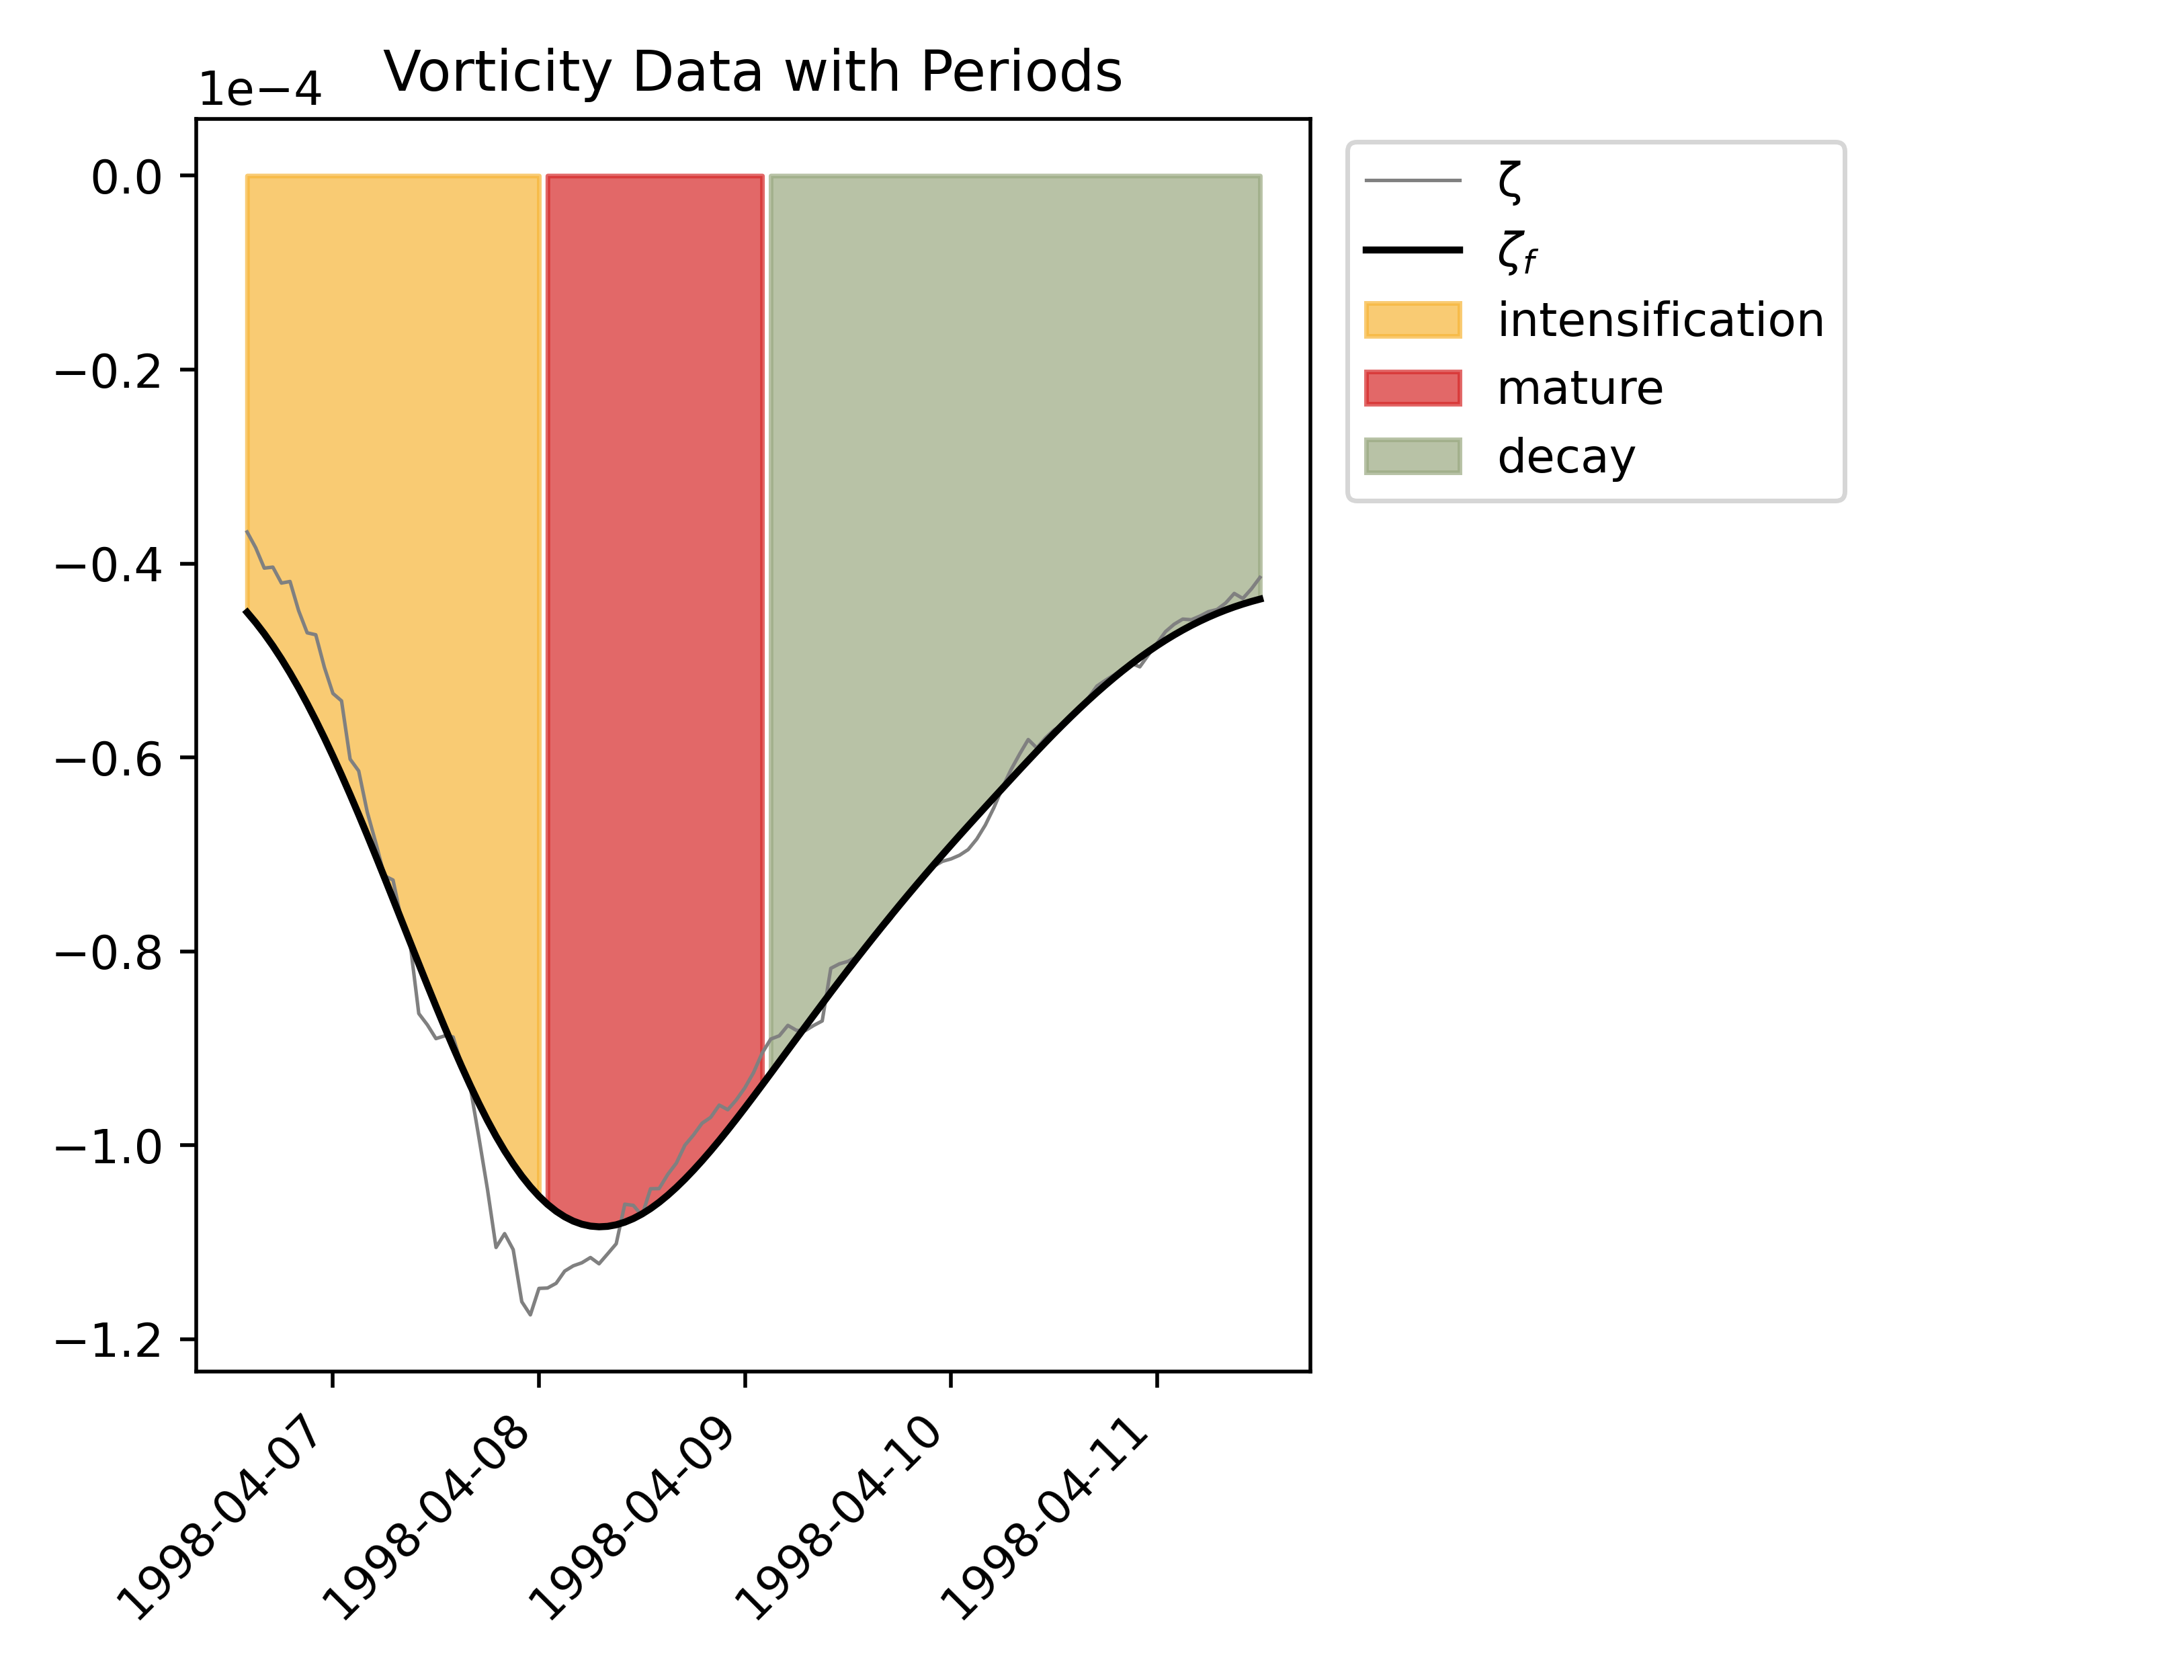 Vorticity Data with Periods
1e−4
0.0
−0.2
−0.4
−0.6
−0.8
−1.0
−1.2
1998-04-07
1998-04-08
1998-04-09
1998-04-10
1998-04-11
ζ
ζf
intensification
mature
decay